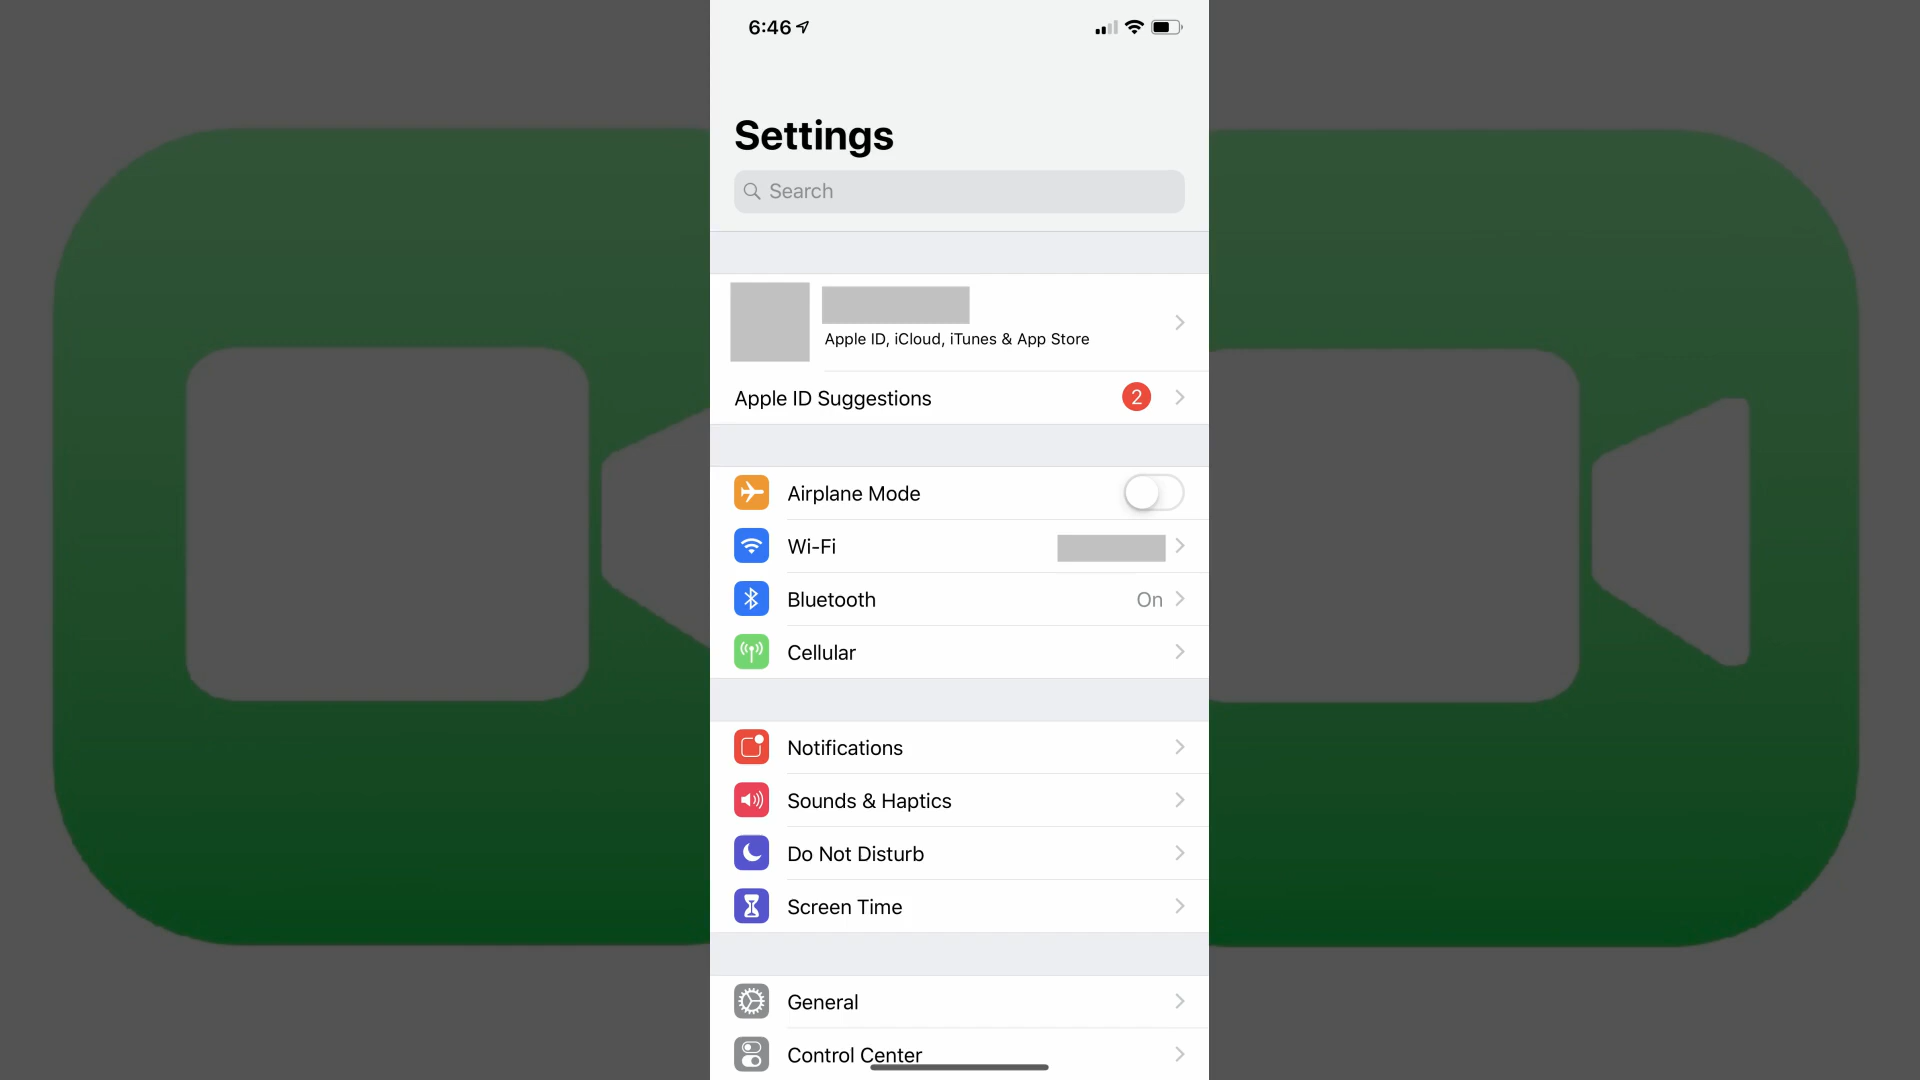 6:46
Settings
Search
Apple ID, iCloud, iTunes & App Store
Apple ID Suggestions
2
Airplane Mode
Wi-Fi
Bluetooth
On
Cellular
Notifications
Sounds & Haptics
Do Not Disturb
Screen Time
General
Control Center